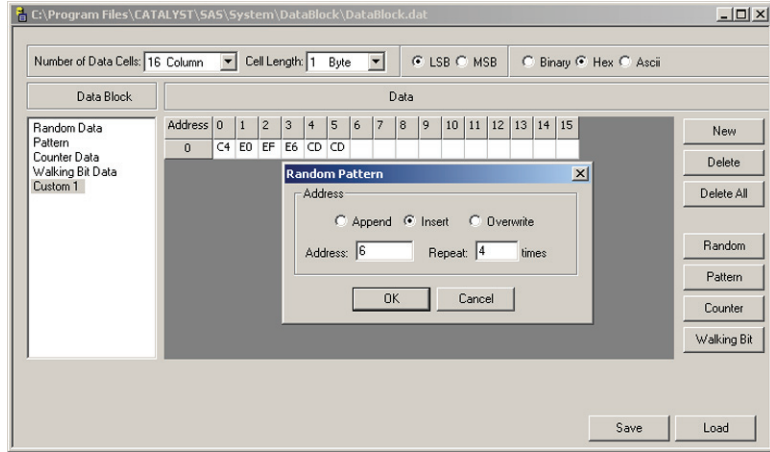 C:\Program Files\CATALYST\SAS\System\DataBlock\DataBlock.dat
Number of Data Cells: 16 Column Cell Length: 1 Byte LSB MSB Binary Hex Ascii
Data Block Data
Random Data
Pattern
Counter Data
Walking Bit Data
Custom 1
Address 0 1 2 3 4 5 6 7 8 9 10 11 12 13 14 15
0 C4 E0 EF E6 CD CD
Random Pattern
Address
Append Insert Overwrite
Address: 6 Repeat: 4 times
OK Cancel
New
Delete
Delete All
Random
Pattern
Counter
Walking Bit
Save Load